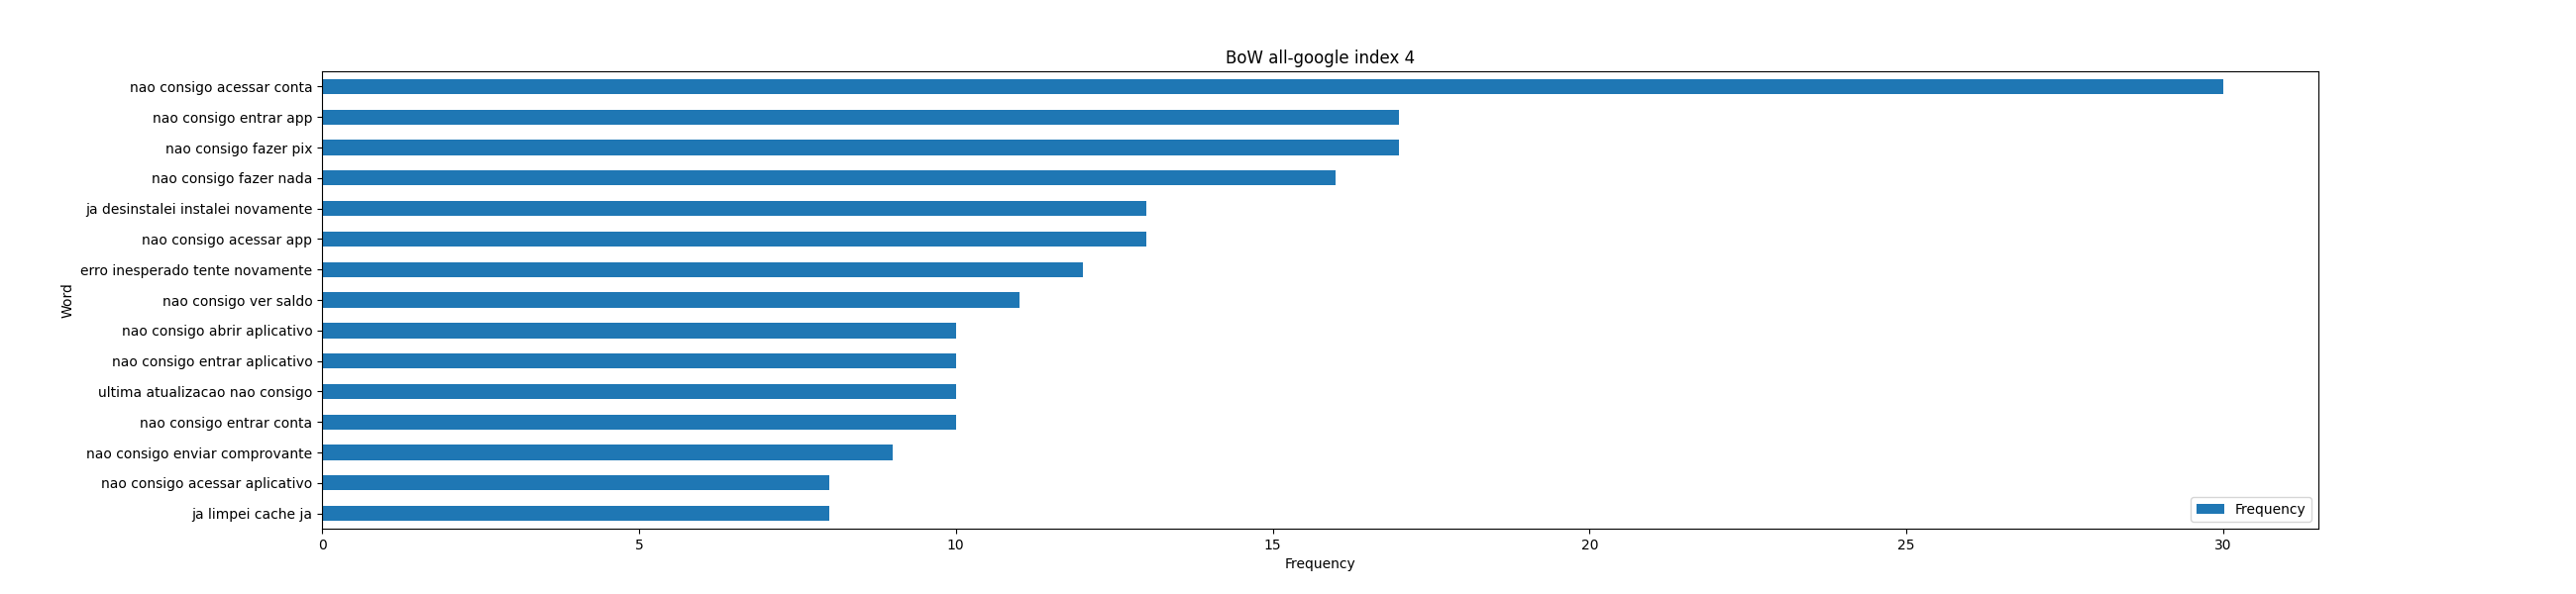 BoW all-google index 4
nao consigo acessar conta
nao consigo entrar app
nao consigo fazer pix
nao consigo fazer nada
ja desinstalei instalei novamente
nao consigo acessar app
erro inesperado tente novamente
nao consigo ver saldo
nao consigo abrir aplicativo
nao consigo entrar aplicativo
ultima atualizacao nao consigo
nao consigo entrar conta
nao consigo enviar comprovante
nao consigo acessar aplicativo
ja limpei cache ja
Word
0 5 10 15 20 25 30
Frequency
Frequency